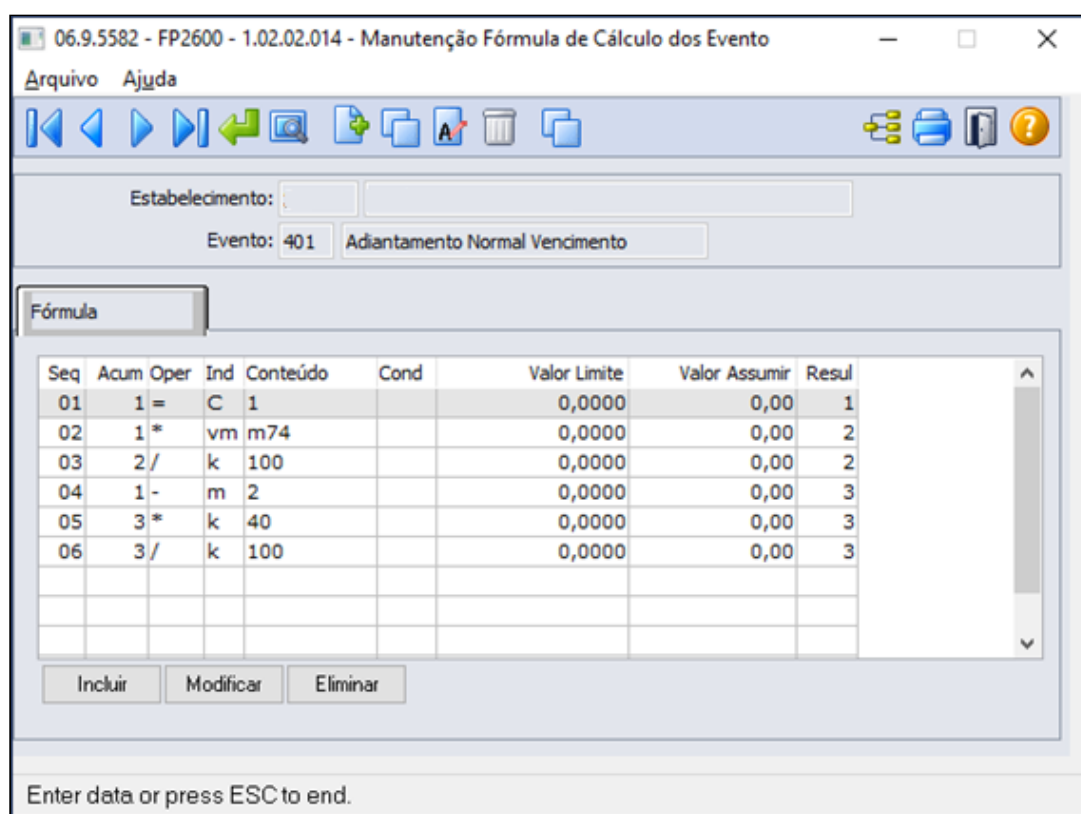 06.9.5582 - FP2600 - 1.02.02.014 - Manutenção Fórmula de Cálculo dos Evento
Arquivo Ajuda
Estabelecimento:
Evento: 401 Adiantamento Normal Vencimento
Fórmula
Seq Acum Oper Ind Conteúdo Cond Valor Limite Valor Assumir Resul
01 1 = C 1 0,0000 0,00 1
02 1 * vm m74 0,0000 0,00 2
03 2 / k 100 0,0000 0,00 2
04 1 - m 2 0,0000 0,00 3
05 3 * k 40 0,0000 0,00 3
06 3 / k 100 0,0000 0,00 3
Incluir Modificar Eliminar
Enter data or press ESC to end.